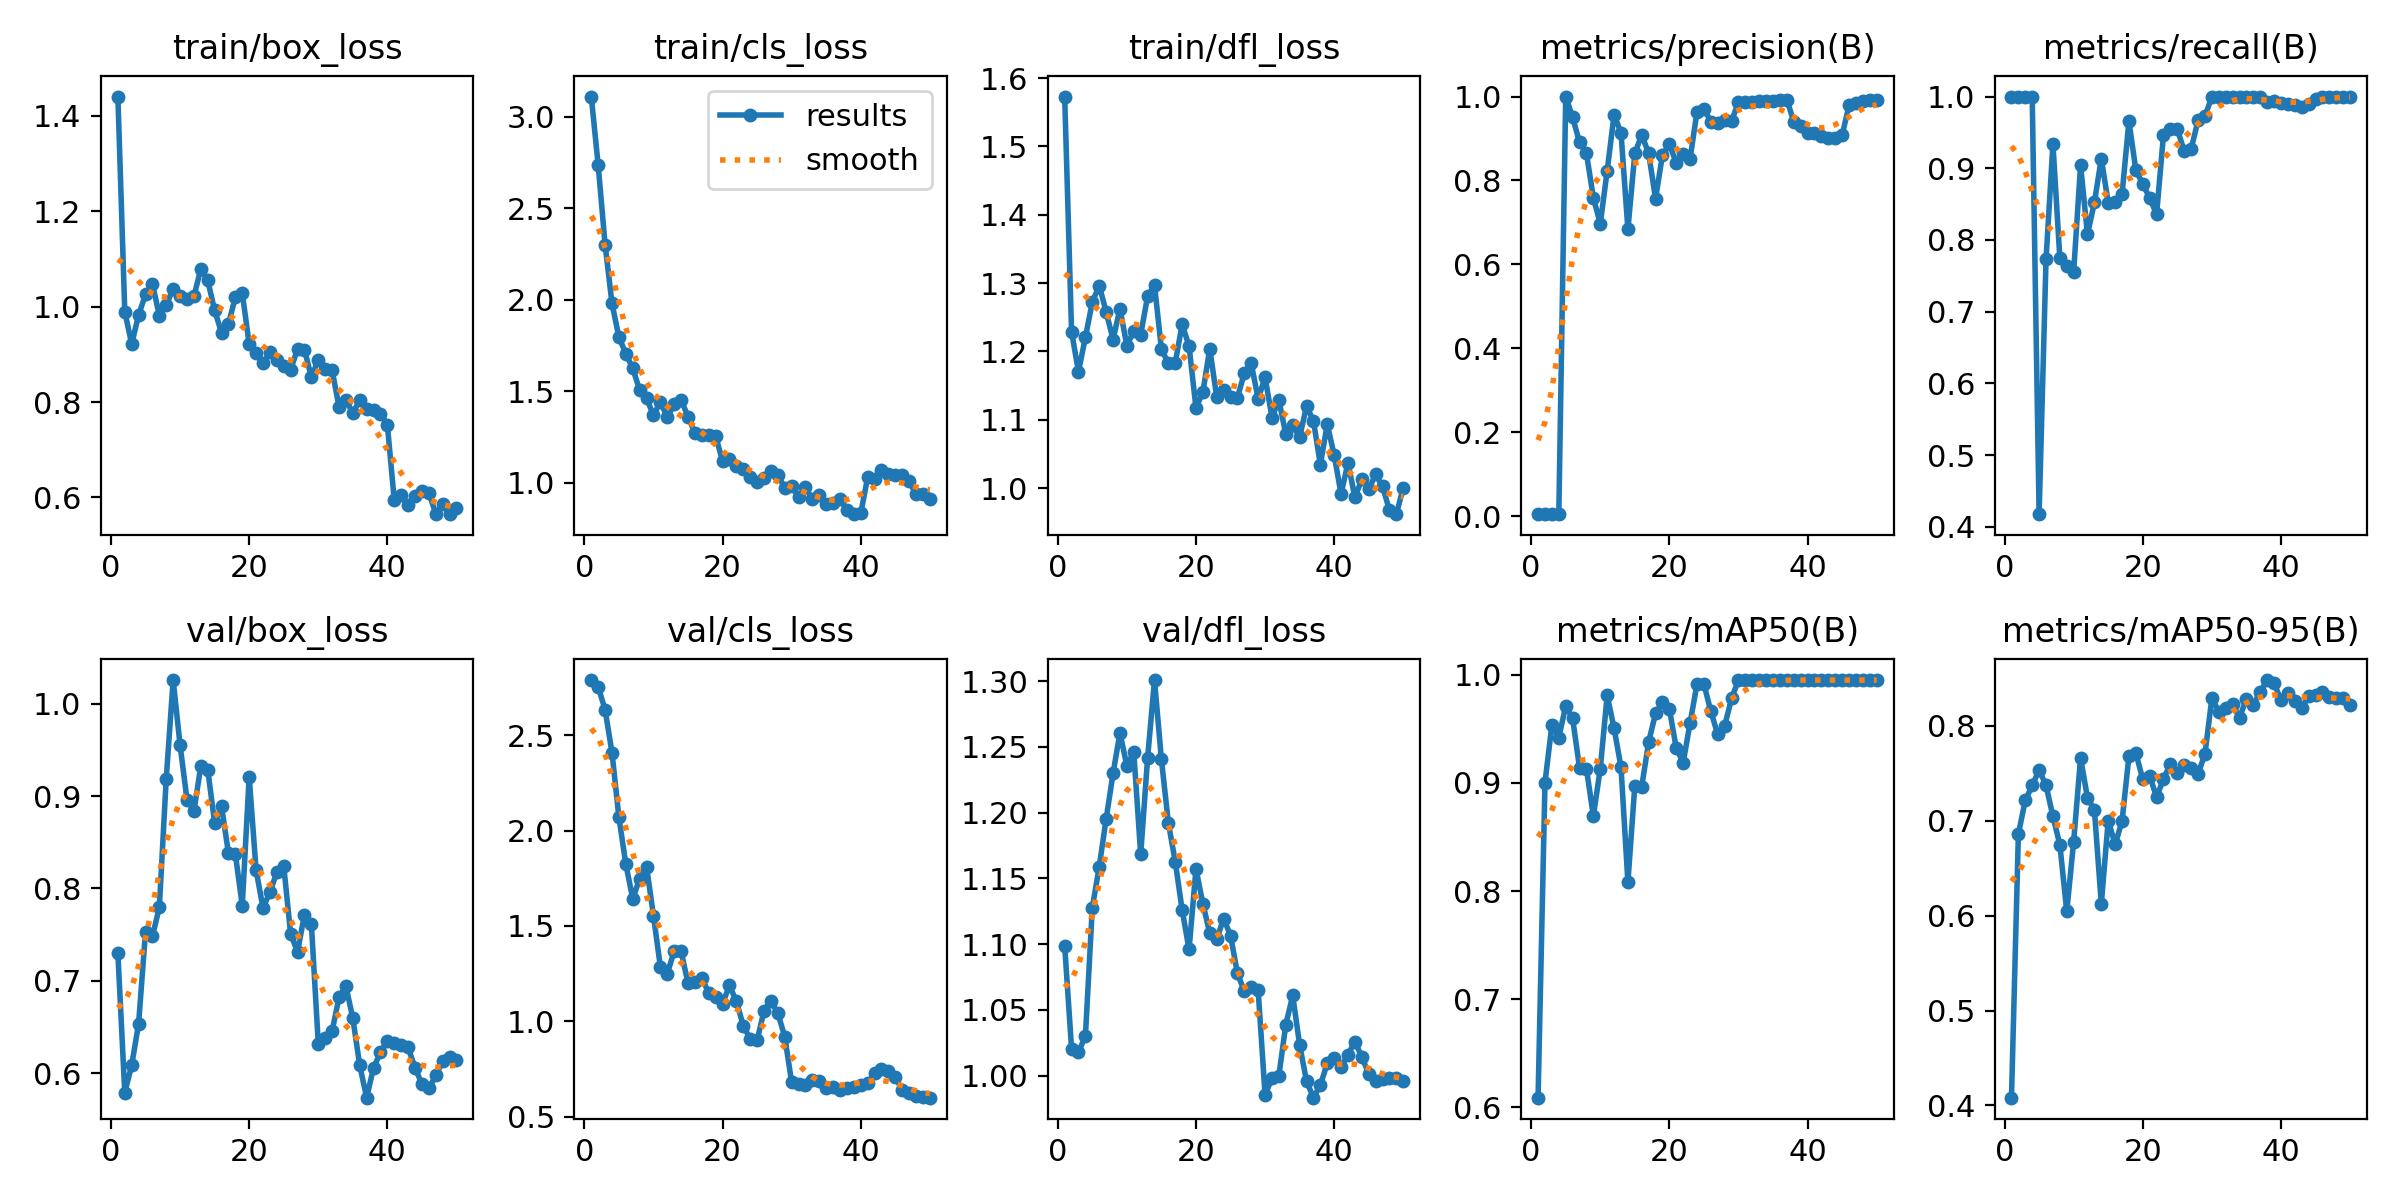 train/box_loss
1.4
1.2
1.0
0.8
0.6
0 20 40
train/cls_loss
results
smooth
3.0
2.5
2.0
1.5
1.0
0 20 40
train/dfl_loss
1.6
1.5
1.4
1.3
1.2
1.1
1.0
0 20 40
metrics/precision(B)
1.0
0.8
0.6
0.4
0.2
0.0
0 20 40
metrics/recall(B)
1.0
0.9
0.8
0.7
0.6
0.5
0.4
0 20 40
val/box_loss
1.0
0.9
0.8
0.7
0.6
0 20 40
val/cls_loss
2.5
2.0
1.5
1.0
0.5
0 20 40
val/dfl_loss
1.30
1.25
1.20
1.15
1.10
1.05
1.00
0 20 40
metrics/mAP50(B)
1.0
0.9
0.8
0.7
0.6
0 20 40
metrics/mAP50-95(B)
0.8
0.7
0.6
0.5
0.4
0 20 40